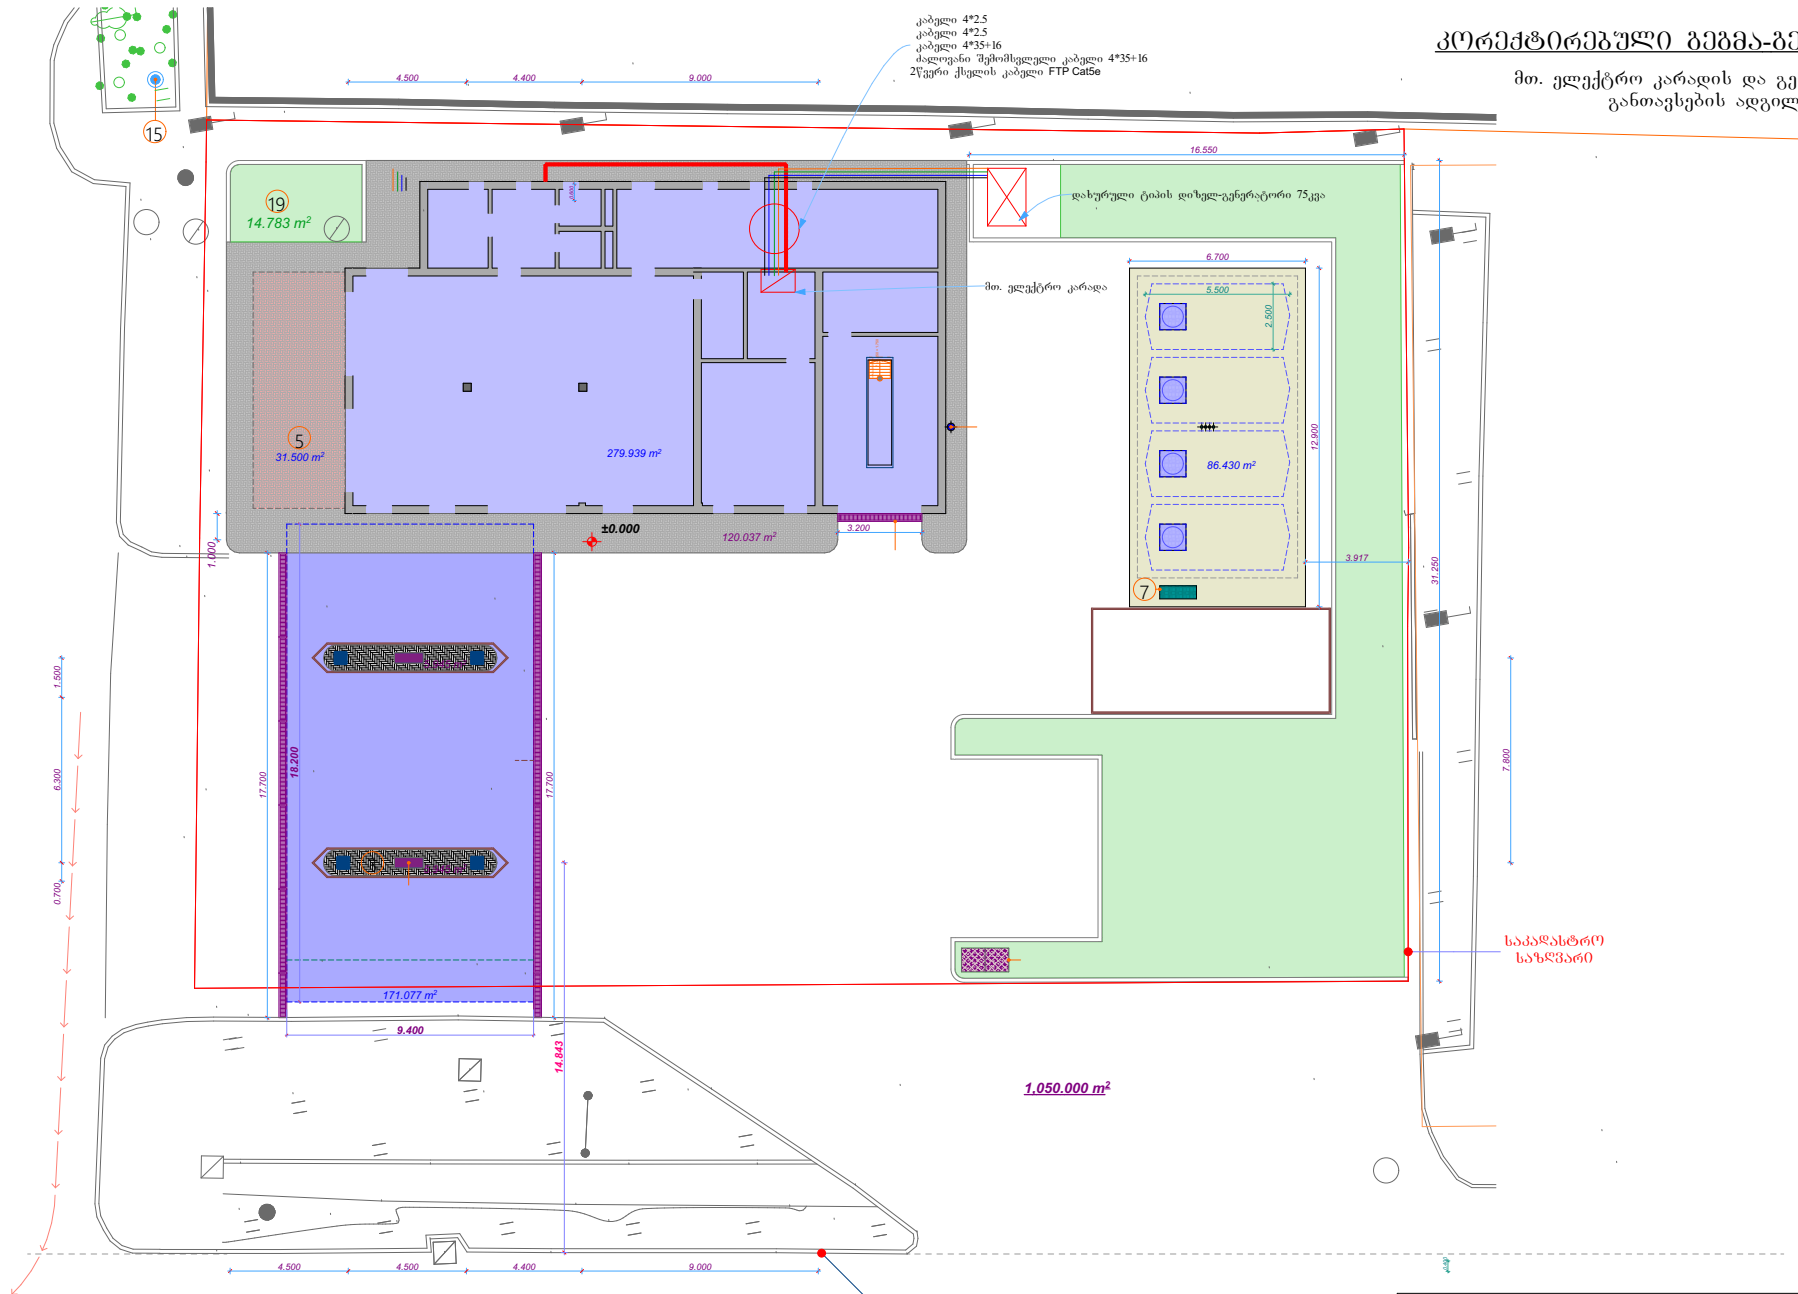 კაბელი 4*2.5
კაბელი 4*2.5
კაბელი 4*35+16
ძალოვანი შემომსვლელი კაბელი 4*35+16
2წვერი ქსელის კაბელი FTP Cat5e
კორექტირებული გეგმა-გე
მთ. ელექტრო კარადის და გე
განთავსების ადგილ
4.500
4.400
9.000
15
16.550
19
14.783 m²
0.600
დახურული ტიპის დიზელ-გენერატორი 75კვა
მთ. ელექტრო კარადა
6.700
5.500
2.500
5
31.500 m²
279.939 m²
12.900
86.430 m²
±0.000
120.037 m²
3.200
1.000
3.917
31.250
7
1.500
6.300
0.700
17.700
18.200
17.700
7.800
171.077 m²
9.400
14.843
საკადასტრო
საზღვარი
1,050.000 m²
4.500
4.500
4.400
9.000